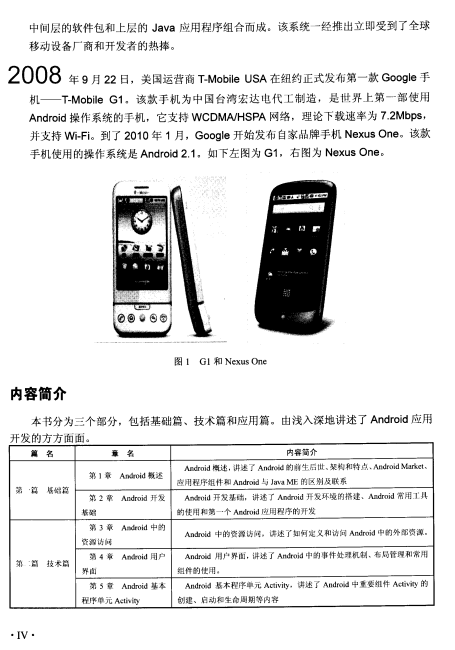 中间层的软件包和上层的 Java 应用程序组合而成。该系统一经推出立即受到了全球
移动设备厂商和开发者的热捧。
2008 年 9 月 22 日，美国运营商 T-Mobile USA 在纽约正式发布第一款 Google 手
机——T-Mobile G1。该款手机为中国台湾宏达电代工制造，是世界上第一部使用
Android 操作系统的手机，它支持 WCDMA/HSPA 网络，理论下载速率为 7.2Mbps，
并支持 Wi-Fi。到了 2010 年 1 月，Google 开始发布自家品牌手机 Nexus One。该款
手机使用的操作系统是 Android 2.1。如下左图为 G1，右图为 Nexus One。
图 1 G1 和 Nexus One
内容简介
本书分为三个部分，包括基础篇、技术篇和应用篇。由浅入深地讲述了 Android 应用
开发的方方面面。
篇 名 章 名 内容简介
第一篇 基础篇
第 1 章 Android 概述
Android 概述，讲述了 Android 的前生后世、架构和特点、Android Market、
应用程序组件和 Android 与 Java ME 的区别及联系
第 2 章 Android 开发
基础
Android 开发基础，讲述了 Android 开发环境的搭建，Android 常用工具
的使用和第一个 Android 应用程序的开发
第二篇 技术篇
第 3 章 Android 中的
资源访问
Android 中的资源访问，讲述了如何定义和访问 Android 中的外部资源。
第 4 章 Android 用户
界面
Android 用户界面，讲述了 Android 中的事件处理机制、布局管理和常用
组件的使用。
第 5 章 Android 基本
程序单元 Activity
Android 基本程序单元 Activity，讲述了 Android 中重要组件 Activity 的
创建、启动和生命周期等内容
·IV·